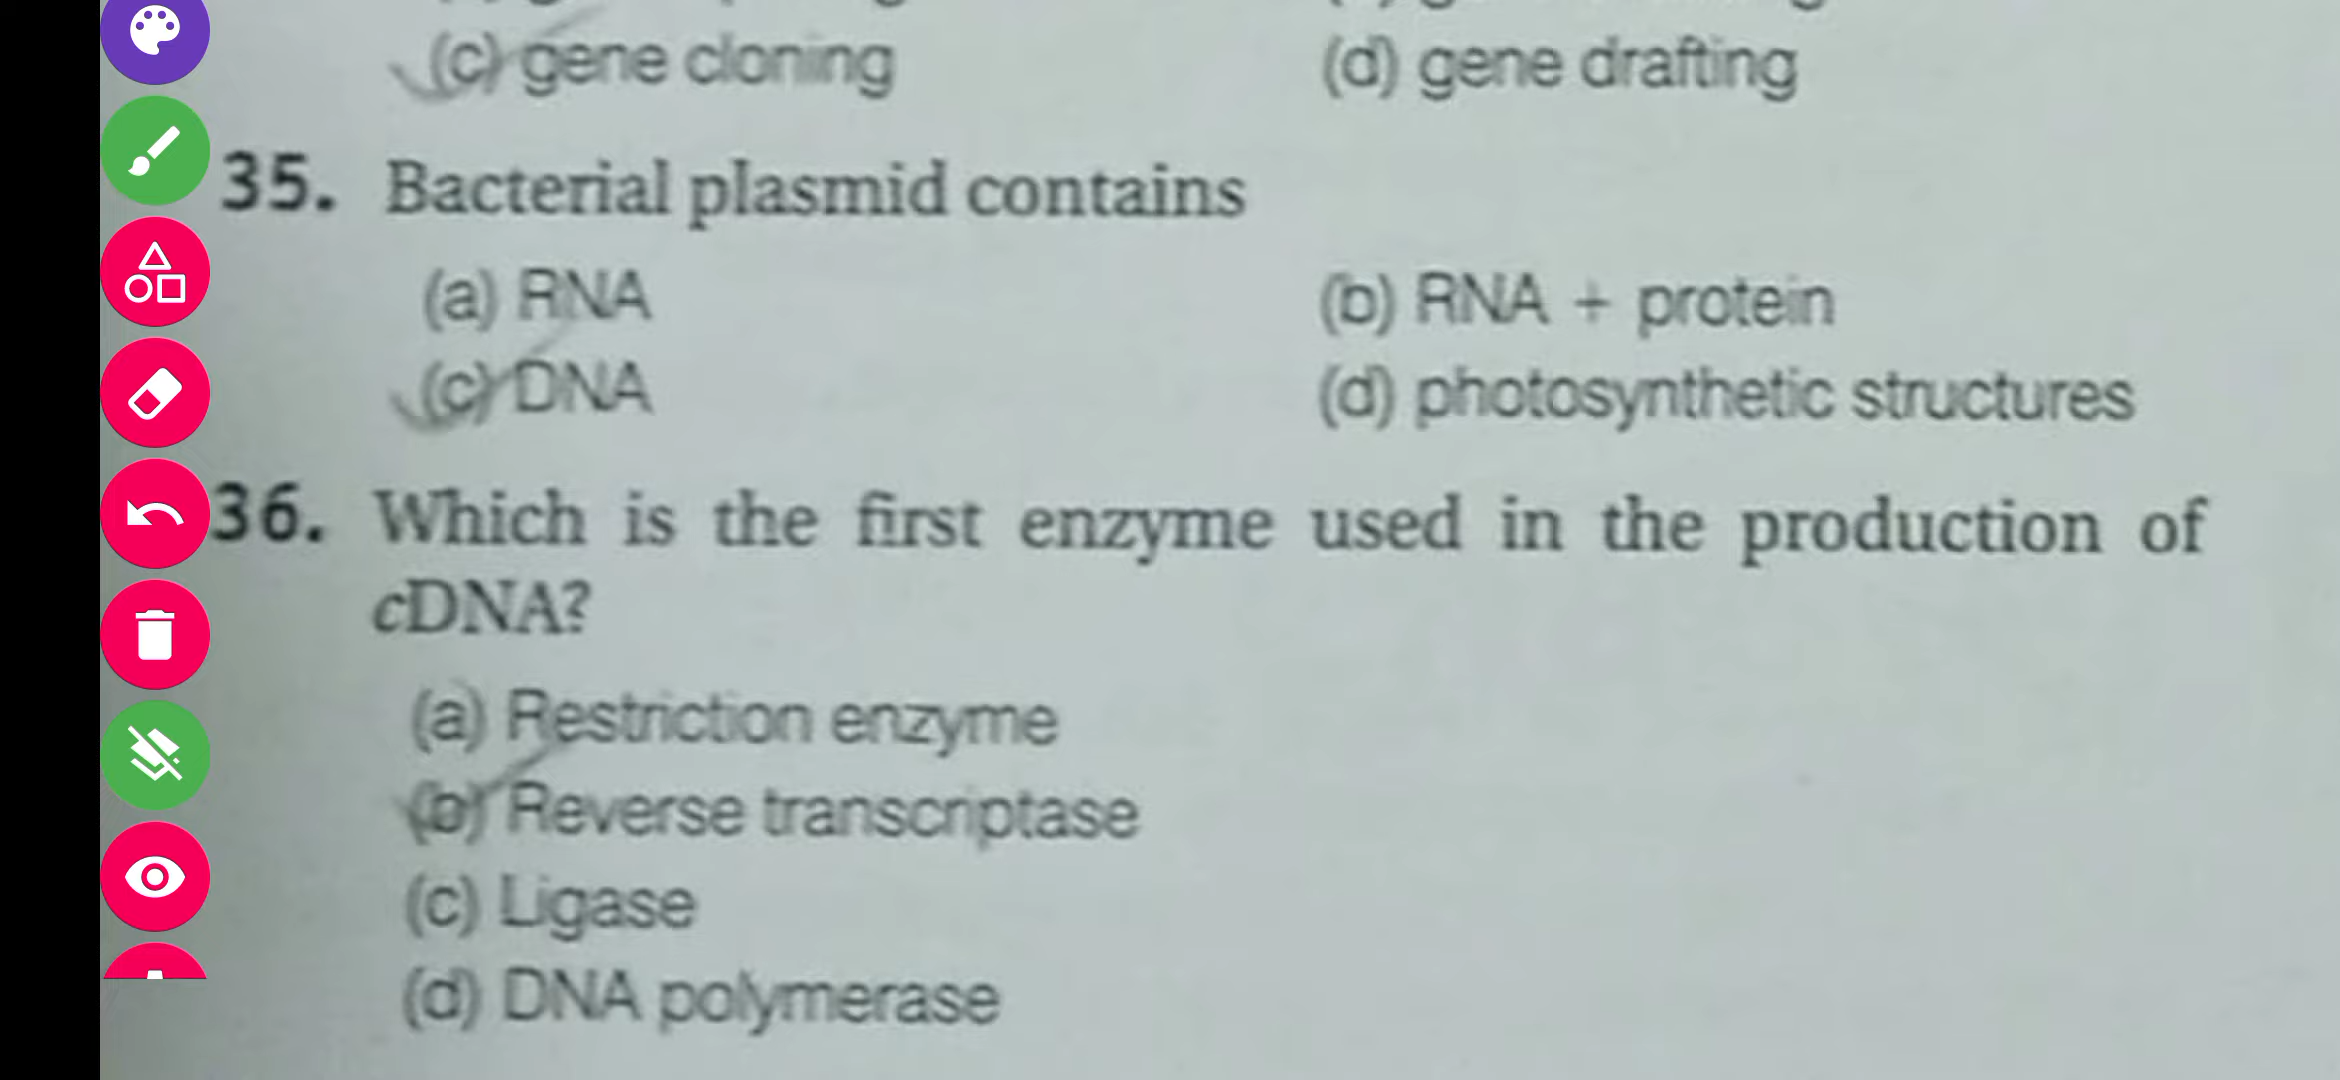 (c) gene cloning (d) gene drafting
35. Bacterial plasmid contains
(a) RNA (b) RNA + protein
(c) DNA (d) photosynthetic structures
36. Which is the first enzyme used in the production of
cDNA?
(a) Restriction enzyme
(b) Reverse transcriptase
(c) Ligase
(d) DNA polymerase